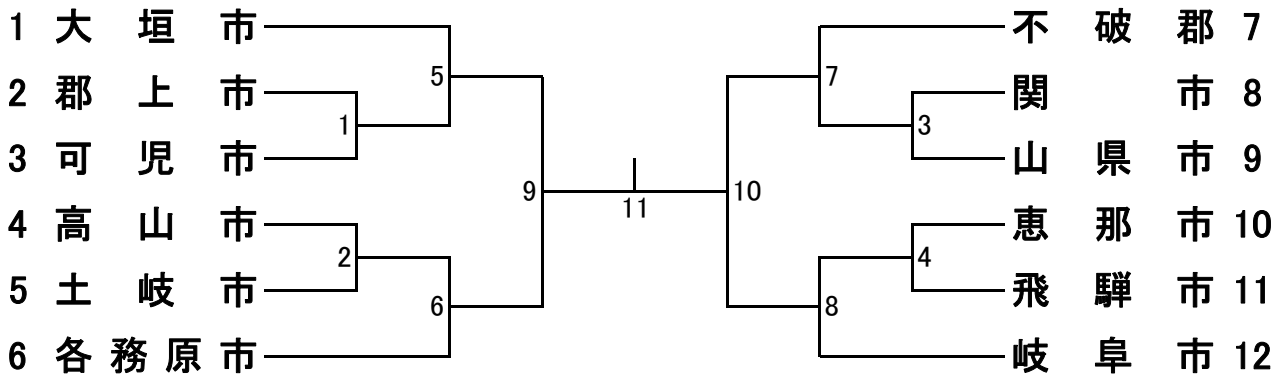 1 大垣市
2 郡上市
3 可児市
4 高山市
5 土岐市
6 各務原市
5
1
2
6
9
11
10
7
3
4
8
不破郡 7
関市 8
山県市 9
恵那市 10
飛騨市 11
岐阜市 12